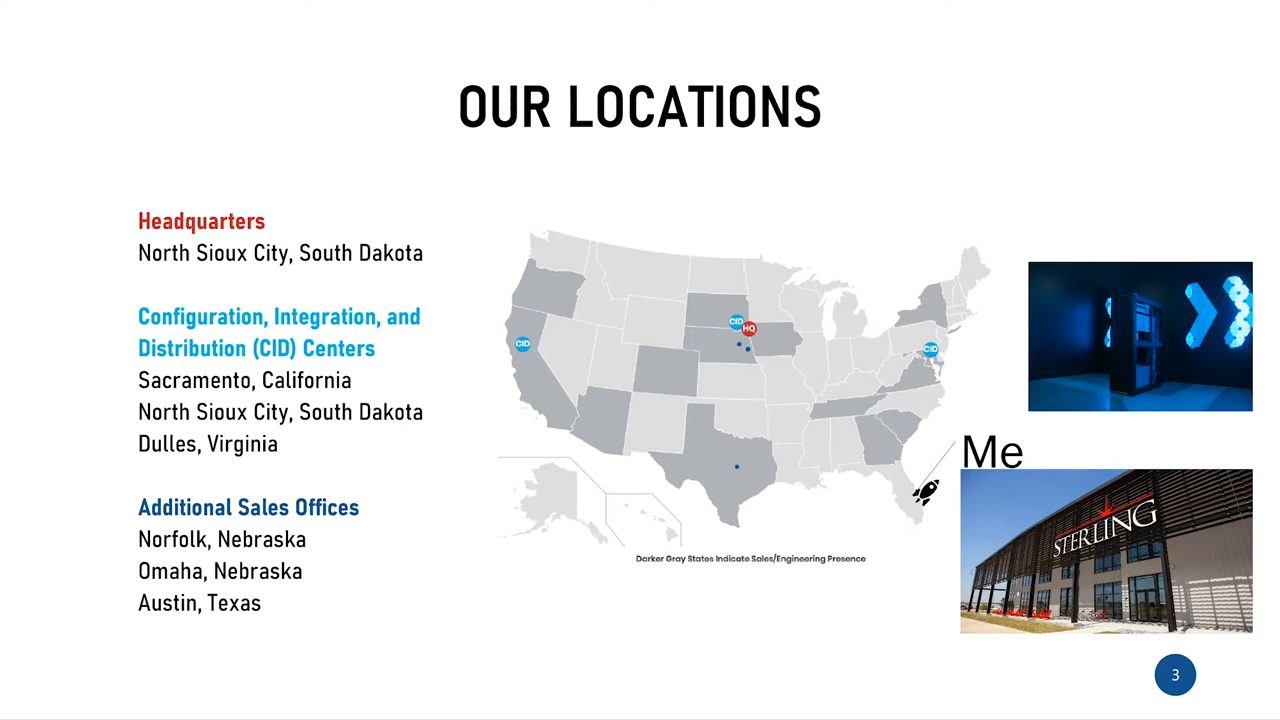 OUR LOCATIONS
Headquarters
North Sioux City, South Dakota
Configuration, Integration, and
Distribution (CID) Centers
Sacramento, California
North Sioux City, South Dakota
Dulles, Virginia
Additional Sales Offices
Norfolk, Nebraska
Omaha, Nebraska
Austin, Texas
CID
CID
HQ
CID
Me
Darker Gray States Indicate Sales/Engineering Presence
STERLING
3